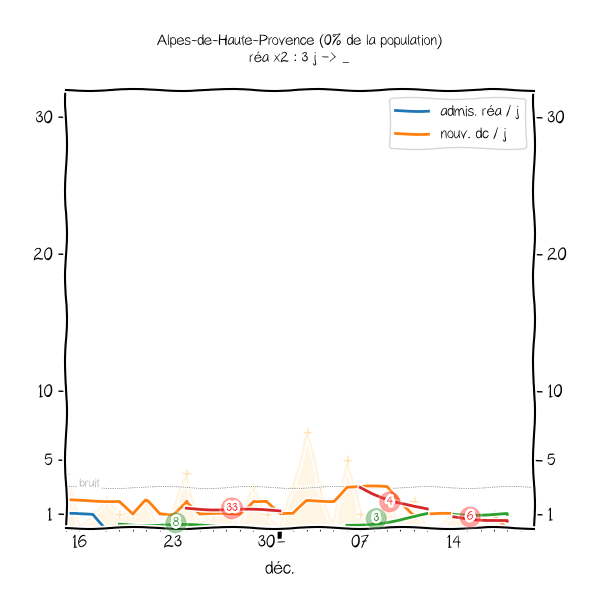 Alpes-de-Haute-Provence (0% de la population)
réa x2 : 3 j -> _
admis. réa / j
nouv. dc / j
30 30
20 20
10 10
5 5
bruit
1 1
8 33 3 4 6
16 23 30 07 14
déc.